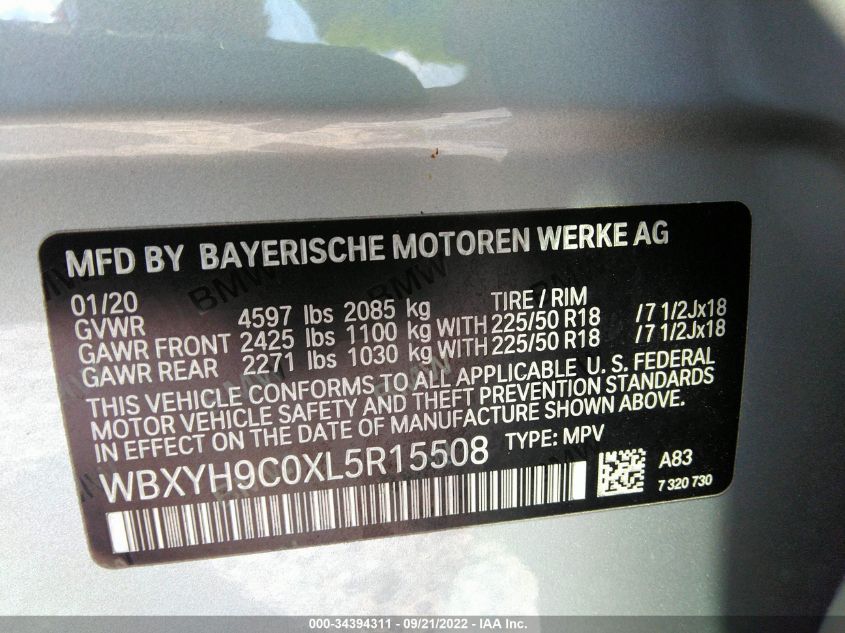 MFD BY BAYERISCHE MOTOREN WERKE AG
01/20 TIRE / RIM
GVWR 4597 lbs 2085 kg
GAWR FRONT 2425 lbs 1100 kg WITH 225/50 R18 /7 1/2Jx18
GAWR REAR 2271 lbs 1030 kg WITH 225/50 R18 /7 1/2Jx18
THIS VEHICLE CONFORMS TO ALL APPLICABLE U. S. FEDERAL
MOTOR VEHICLE SAFETY AND THEFT PREVENTION STANDARDS
IN EFFECT ON THE DATE OF MANUFACTURE SHOWN ABOVE.
WBXYH9C0XL5R15508 TYPE: MPV
A83
7 320 730
000-34394311 - 09/21/2022 - IAA Inc.